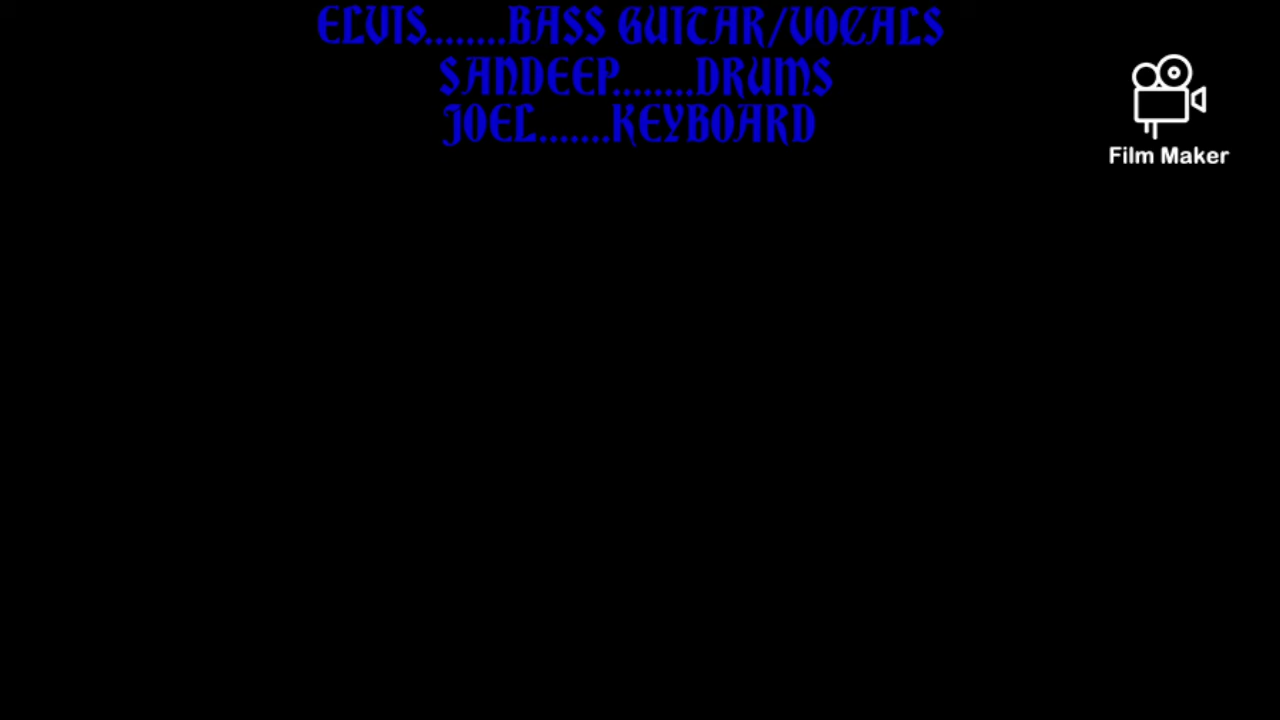 ELVIS........BASS GUITAR/VOCALS
SANDEEP........DRUMS
JOEL.......KEYBOARD
Film Maker